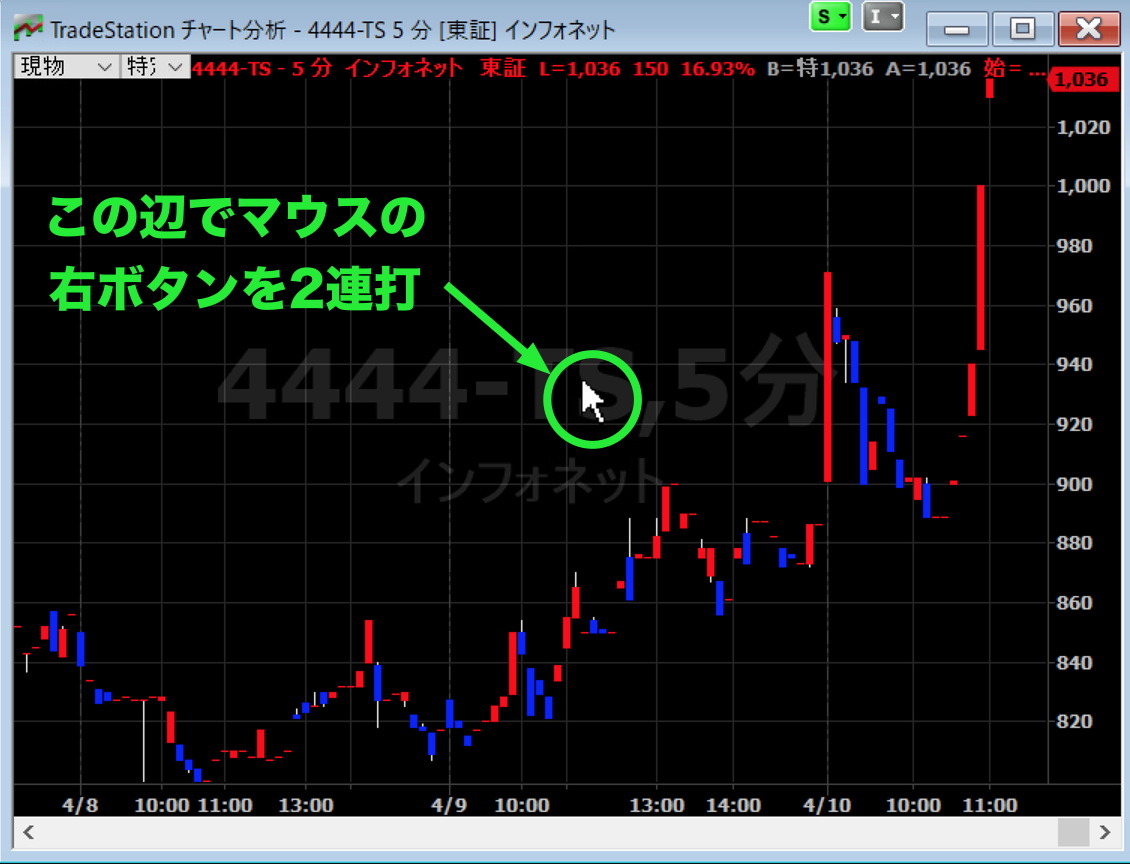 TradeStation チャート分析 - 4444-TS 5 分 [東証] インフォネット
S
I
現物
4444-TS - 5 分 インフォネット 東証 L=1,036 150 16.93% B=特1,036 A=1,036 始= ...
1,036
1,020
1,000
この辺でマウスの
980
右ボタンを2連打
960
4444-TS,5分
940
920
インフォネット
900
880
860
840
820
4/8 10:00 11:00 13:00 4/9 10:00 13:00 14:00 4/10 10:00 11:00